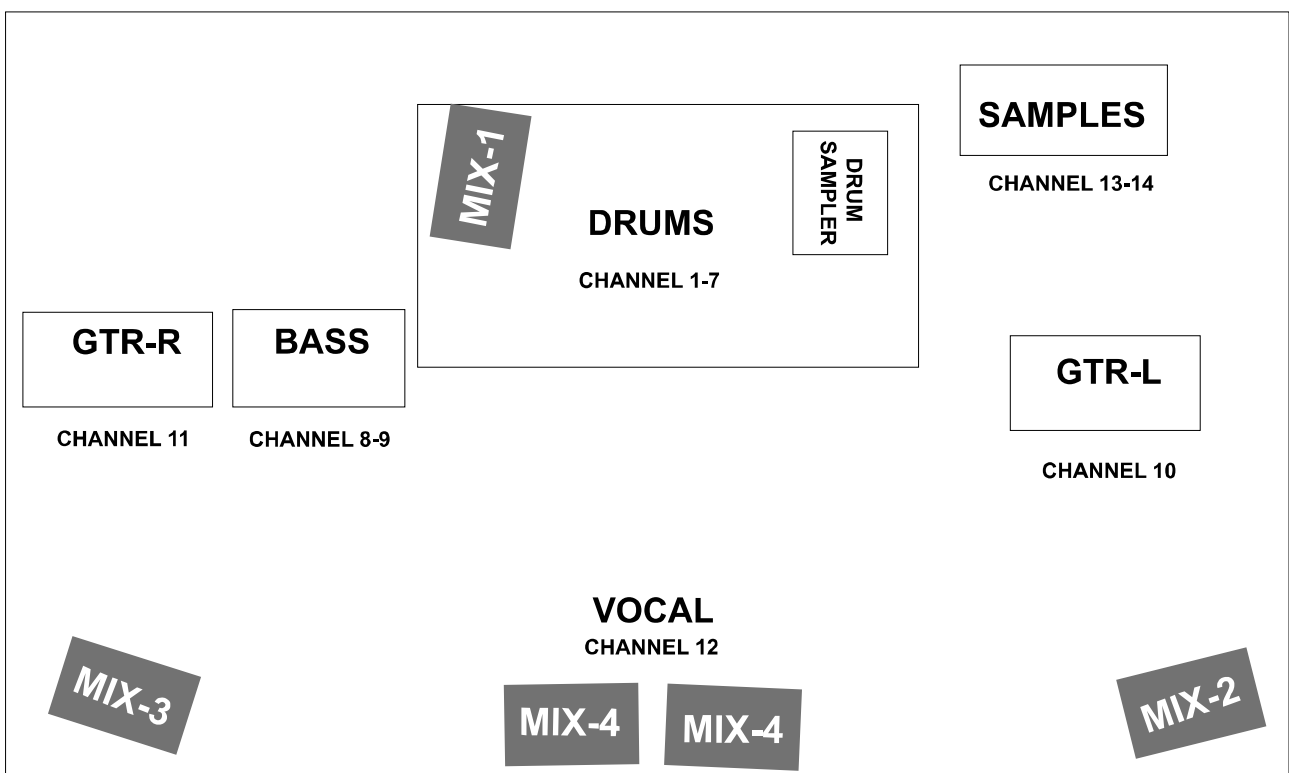 SAMPLES
CHANNEL 13-14
MIX-1
DRUM
SAMPLER
DRUMS
CHANNEL 1-7
GTR-R
CHANNEL 11
BASS
CHANNEL 8-9
GTR-L
CHANNEL 10
VOCAL
CHANNEL 12
MIX-3
MIX-4
MIX-4
MIX-2